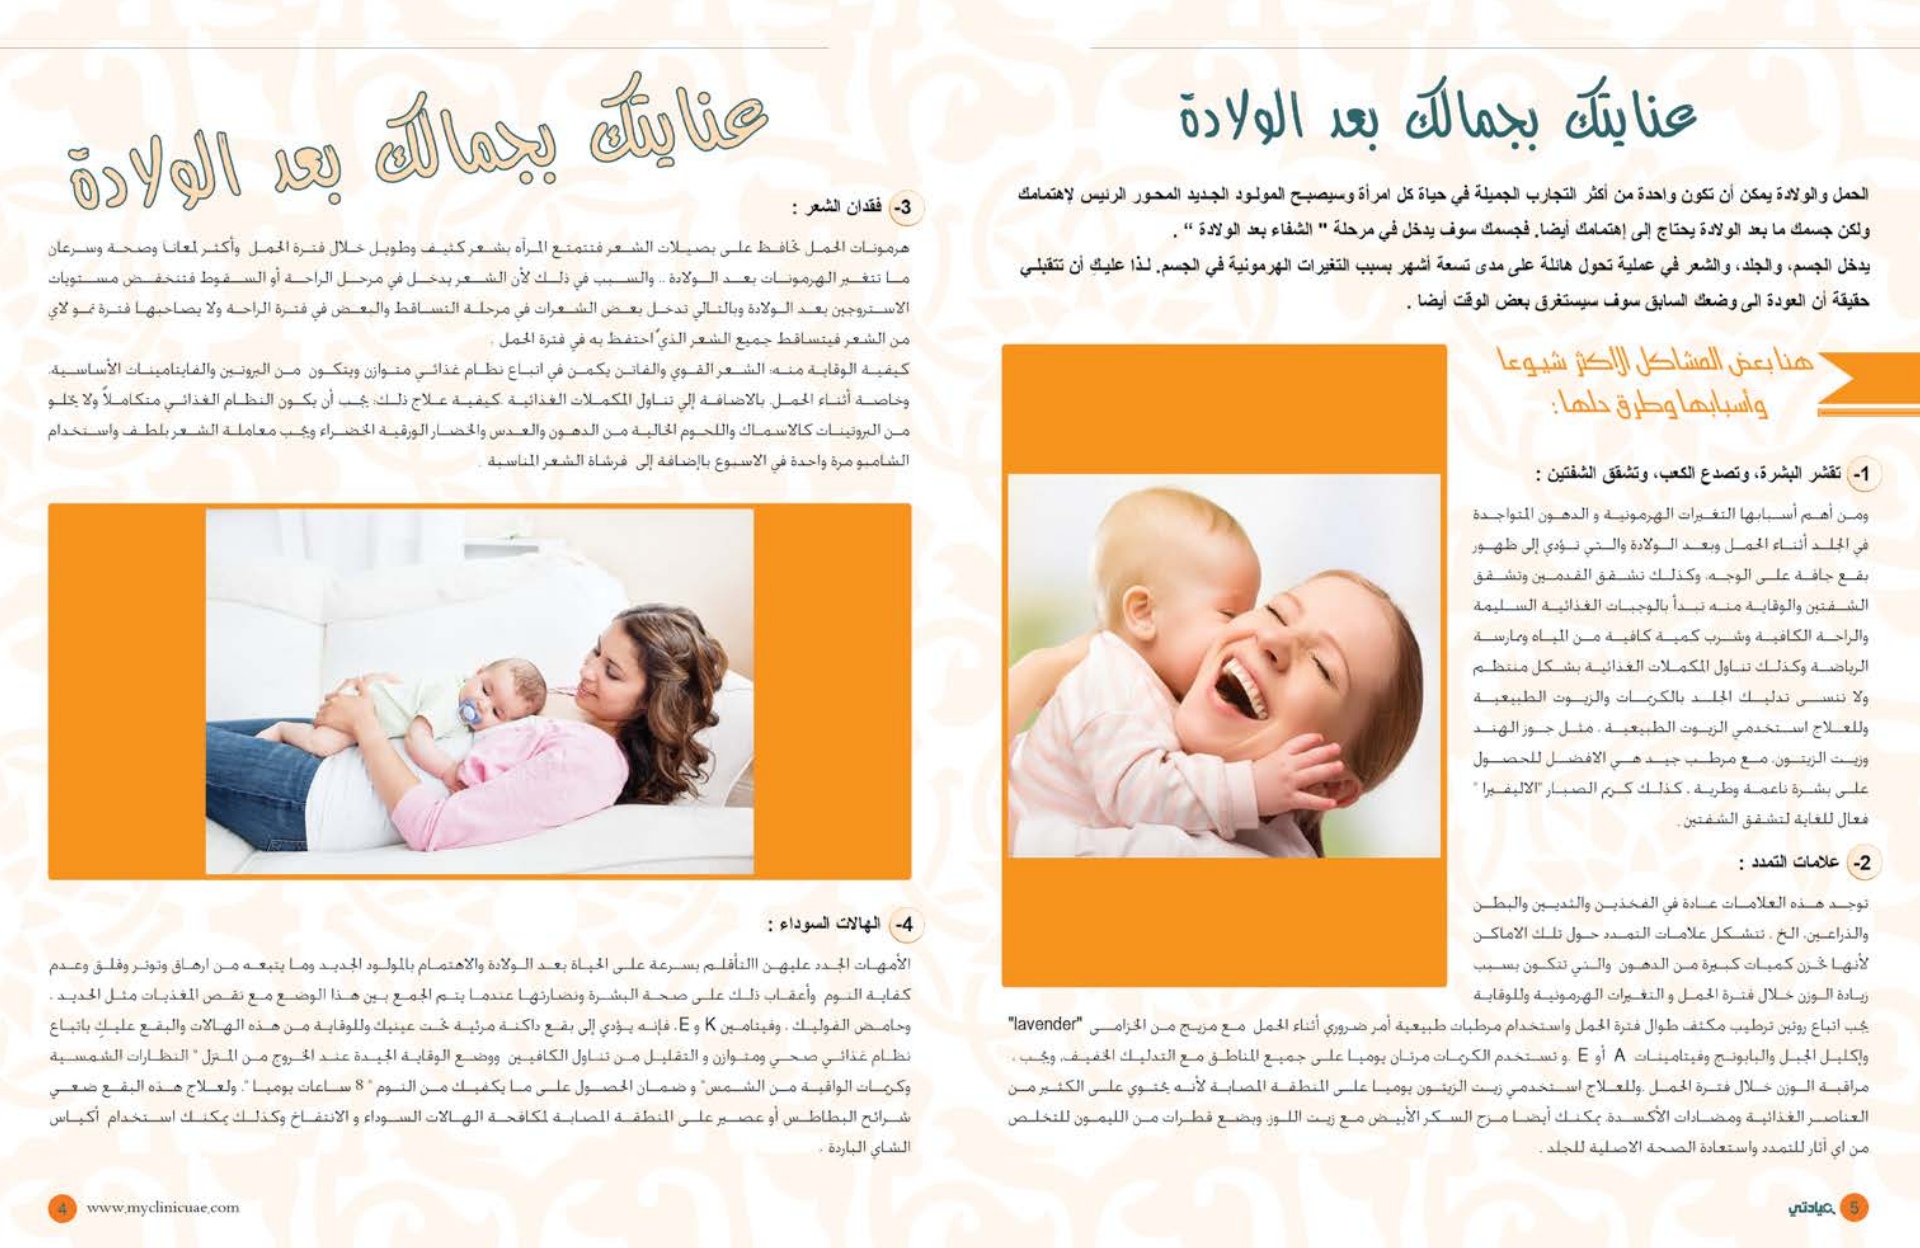 عنايتك بجمالك بعد الولادة
الحمل والولادة يمكن أن تكون واحدة من أكثر التجارب الجميلة في حياة كل امرأة وسيصبح المولود الجديد المحور الرئيس لإهتمامك
ولكن جسمك ما بعد الولادة يحتاج إلى إهتمامك أيضا. فجسمك سوف يدخل في مرحلة " الشفاء بعد الولادة " .
يدخل الجسم، والجلد، والشعر في عملية تحول هائلة على مدى تسعة أشهر بسبب التغيرات الهرمونية في الجسم. لذا عليك أن تتقبلي
حقيقة أن العودة الى وضعك السابق سوف سيستغرق بعض الوقت أيضا .
هنا بعض المشاكل الأكثر شيوعا
وأسبابها وطرق حلها:
1- تقشر البشرة، وتصدع الكعب، وتشقق الشفتين :
ومن أهم أسبابها التغيرات الهرمونية و الدهون المتواجدة
في الجلد أثناء الحمل وبعد الولادة والتي تؤدي إلى ظهور
بقع جافة على الوجه، وكذلك تشقق القدمين وتشقق
الشفتين والوقاية منه تبدأ بالوجبات الغذائية السليمة
والراحة الكافية وشرب كمية كافية من المياه وممارسة
الرياضة وكذلك تناول المكملات الغذائية بشكل منتظم
ولا ننسى تدليك الجلد بالكريمات والزيوت الطبيعية
وللعلاج استخدمي الزيوت الطبيعية ، مثل جوز الهند
وزيت الزيتون، مع مرطب جيد هي الافضل للحصول
على بشرة ناعمة وطرية ، كذلك كريم الصبار "الاليفيرا "
فعال للغاية لتشقق الشفتين .
2- علامات التمدد :
توجد هذه العلامات عادة في الفخذين والثديين والبطن
والذراعين، الخ . تتشكل علامات التمدد حول تلك الاماكن
لأنها تخزن كميات كبيرة من الدهون والتي تتكون بسبب
زيادة الوزن خلال فترة الحمل و التغيرات الهرمونية وللوقاية
يجب اتباع روتين ترطيب مكثف طوال فترة الحمل واستخدام مرطبات طبيعية أمر ضروري أثناء الحمل مع مزيج من الخزامى "lavender"
وإكليل الجبل والبابونج وفيتامينات A أو E .و تستخدم الكريمات مرتان يوميا على جميع المناطق مع التدليك الخفيف، ويجب ،
مراقبة الوزن خلال فترة الحمل .وللعلاج استخدمي زيت الزيتون يوميا على المنطقة المصابة لأنه يحتوي على الكثير من
العناصر الغذائية ومضادات الأكسدة. يمكنك أيضا مزج السكر الأبيض مع زيت اللوز، وبضع قطرات من الليمون للتخلص
من اي آثار للتمدد واستعادة الصحة الاصلية للجلد .
5 عيادتي
عنايتك بجمالك بعد الولادة
3- فقدان الشعر :
هرمونات الحمل تحافظ على بصيلات الشعر فتتمتع المرآه بشعر كثيف وطويل خلال فترة الحمل وأكثر لمعانا وصحة وسرعان
ما تتغير الهرمونات بعد الولادة .. والسبب في ذلك لأن الشعر يدخل في مرحل الراحة أو السقوط فتنخفض مستويات
الاستروجين بعد الولادة وبالتالي تدخل بعض الشعرات في مرحلة التساقط والبعض في فترة الراحة ولا يصاحبها فترة نمو لاي
من الشعر فيتساقط جميع الشعر الذي احتفظ به في فترة الحمل .
كيفية الوقاية منه: الشعر القوي والفاتن يكمن في اتباع نظام غذائي متوازن ويتكون من البروتين والفايتامينات الأساسية،
وخاصة أثناء الحمل. بالاضافة إلي تناول المكملات الغذائية .كيفية علاج ذلك: يجب أن يكون النظام الغذائي متكاملاً ولا يخلو
من البروتينات كالاسماك واللحوم الخالية من الدهون والعدس والخضار الورقية الخضراء ويجب معاملة الشعر بلطف واستخدام
الشامبو مرة واحدة في الاسبوع باإضافة إلى فرشاة الشعر المناسبة .
4- الهالات السوداء :
الأمهات الجدد عليهن االتأقلم بسرعة على الحياة بعد الولادة والاهتمام بالمولود الجديد وما يتبعه من ارهاق وتوتر وقلق وعدم
كفاية النوم وأعقاب ذلك على صحة البشرة ونضارتها عندما يتم الجمع بين هذا الوضع مع نقص المغذيات مثل الحديد ،
وحامض الفوليك ، وفيتامين K و E، فإنه يؤدي إلى بقع داكنة مرئية تحت عينيك وللوقاية من هذه الهالات والبقع عليك باتباع
نظام غذائي صحي ومتوازن و التقليل من تناول الكافيين ووضع الوقاية الجيدة عند الخروج من المنزل " النظارات الشمسية
وكريمات الواقية من الشمس" و ضمان الحصول على ما يكفيك من النوم " 8 ساعات يوميا ". ولعلاج هذه البقع ضعي
شرائح البطاطس أو عصير على المنطقة المصابة لمكافحة الهالات السوداء و الانتفاخ وكذلك يمكنك استخدام أكياس
الشاي الباردة .
4 www.myclinicuae.com